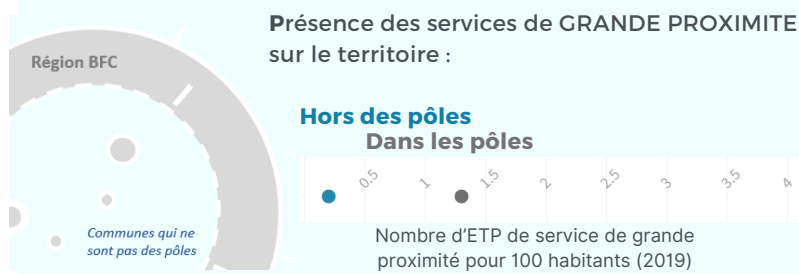 Présence des services de GRANDE PROXIMITE
sur le territoire :
Région BFC
Hors des pôles
Dans les pôles
0.5 1 1.5 2 2.5 3 3.5 4
Communes qui ne
sont pas des pôles
Nombre d’ETP de service de grande
proximité pour 100 habitants (2019)